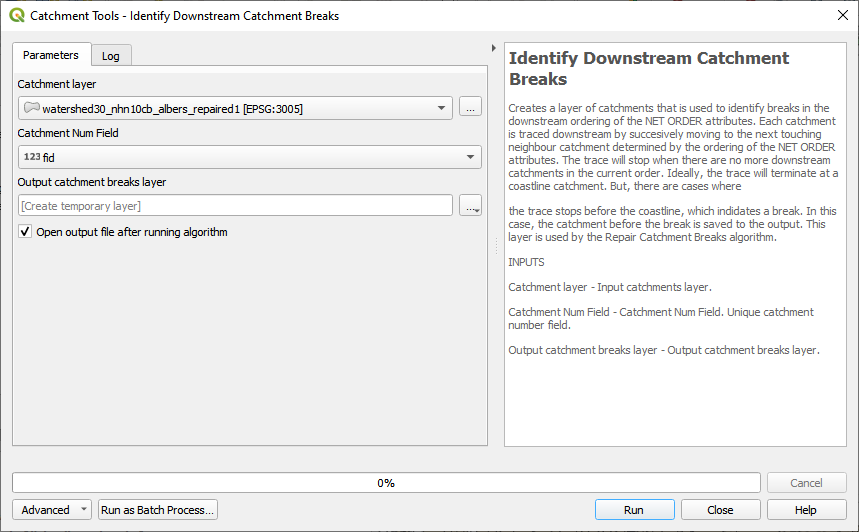 Catchment Tools - Identify Downstream Catchment Breaks
Parameters
Log
Catchment layer
watershed30_nhn10cb_albers_repaired1 [EPSG:3005]
...
Catchment Num Field
123 fid
Output catchment breaks layer
[Create temporary layer]
...
Open output file after running algorithm
Identify Downstream Catchment
Breaks
Creates a layer of catchments that is used to identify breaks in the
downstream ordering of the NET ORDER attributes. Each catchment
is traced downstream by succesively moving to the next touching
neighbour catchment determined by the ordering of the NET ORDER
attributes. The trace will stop when there are no more downstream
catchments in the current order. Ideally, the trace will terminate at a
coastline catchment. But, there are cases where
the trace stops before the coastline, which indidates a break. In this
case, the catchment before the break is saved to the output. This
layer is used by the Repair Catchment Breaks algorithm.
INPUTS
Catchment layer - Input catchments layer.
Catchment Num Field - Catchment Num Field. Unique catchment
number field.
Output catchment breaks layer - Output catchment breaks layer.
0%
Cancel
Advanced
Run as Batch Process...
Run
Close
Help